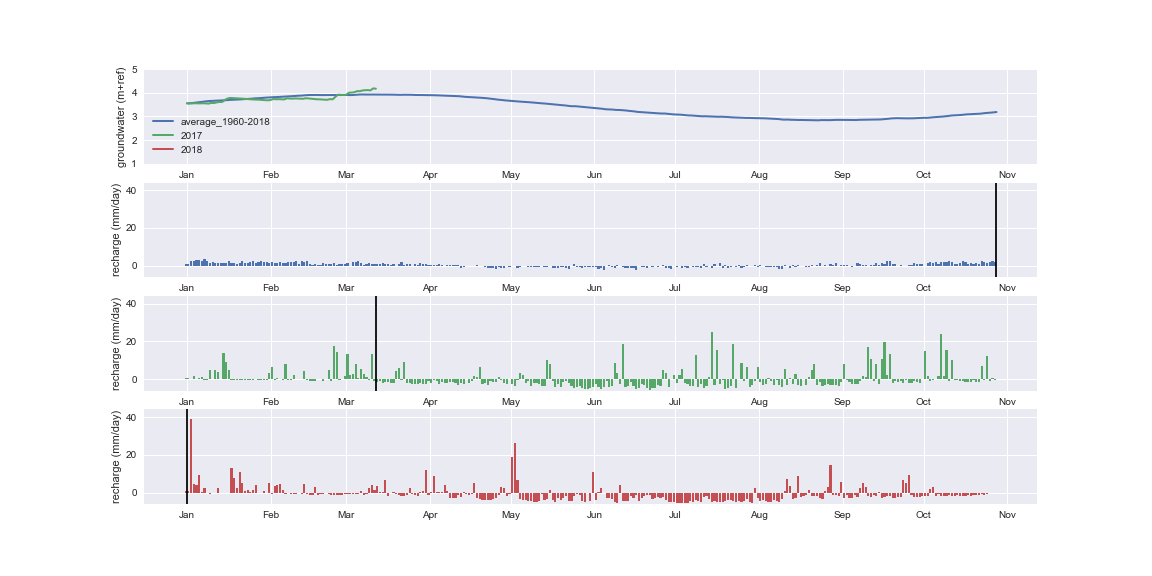 groundwater (m+ref)
5
4
3
2
1
average_1960-2018
2017
2018
Jan Feb Mar Apr May Jun Jul Aug Sep Oct Nov
recharge (mm/day)
40
20
0
Jan Feb Mar Apr May Jun Jul Aug Sep Oct Nov
recharge (mm/day)
40
20
0
Jan Feb Mar Apr May Jun Jul Aug Sep Oct Nov
recharge (mm/day)
40
20
0
Jan Feb Mar Apr May Jun Jul Aug Sep Oct Nov